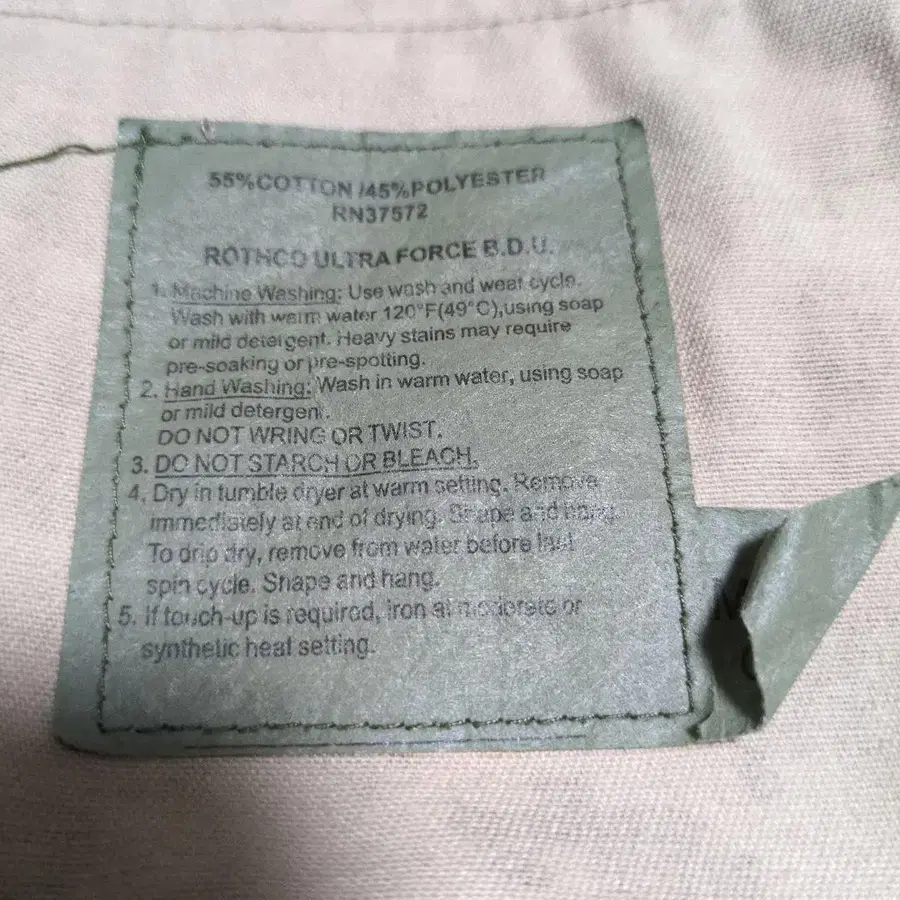 55%COTTON /45%POLYESTER
RN37572
ROTHCO ULTRA FORCE B.D.U.
1. Machine Washing: Use wash and wear cycle.
Wash with warm water 120°F(49°C),using soap
or mild detergent. Heavy stains may require
pre-soaking or pre-spotting.
2. Hand Washing: Wash in warm water, using soap
or mild detergent.
DO NOT WRING OR TWIST.
3. DO NOT STARCH OR BLEACH.
4. Dry in tumble dryer at warm setting. Remove
immediately at end of drying. Shape and hang.
To drip dry, remove from water before last
spin cycle. Shape and hang.
5. If touch-up is required, iron at moderate or
synthetic heat setting.